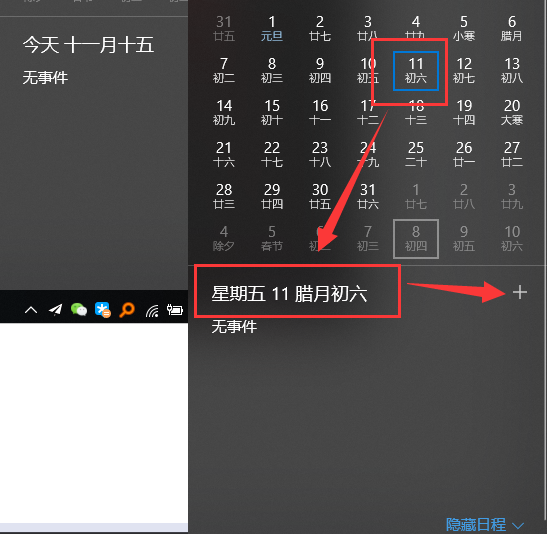 今天 十一月十五
无事件
31 1 2 3 4 5 6
廿五 元旦 廿七 廿八 廿九 小寒 腊月
7 8 9 10 11 12 13
初二 初三 初四 初五 初六 初七 初八
14 15 16 17 18 19 20
初九 初十 十一 十二 十三 十四 大寒
21 22 23 24 25 26 27
十六 十七 十八 十九 二十 廿一 廿二
28 29 30 31 1 2 3
廿三 廿四 廿五 廿六 廿七 廿八 廿九
4 5 6 7 8 9 10
除夕 春节 初二 初三 初四 初五 初六
星期五 11 腊月初六
无事件
隐藏日程